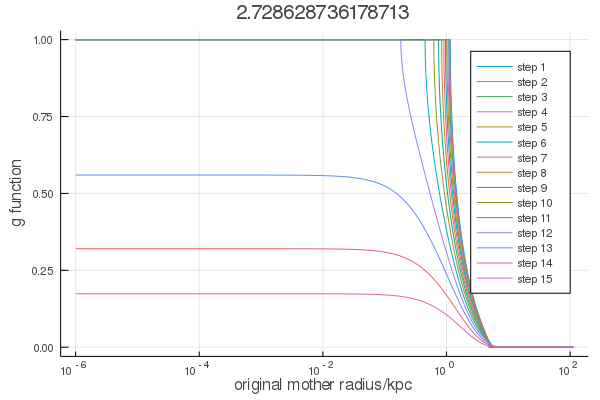 2.728628736178713
g function
1.00
0.75
0.50
0.25
0.00
step 1
step 2
step 3
step 4
step 5
step 6
step 7
step 8
step 9
step 10
step 11
step 12
step 13
step 14
step 15
10^-6 10^-4 10^-2 10^0 10^2
original mother radius/kpc